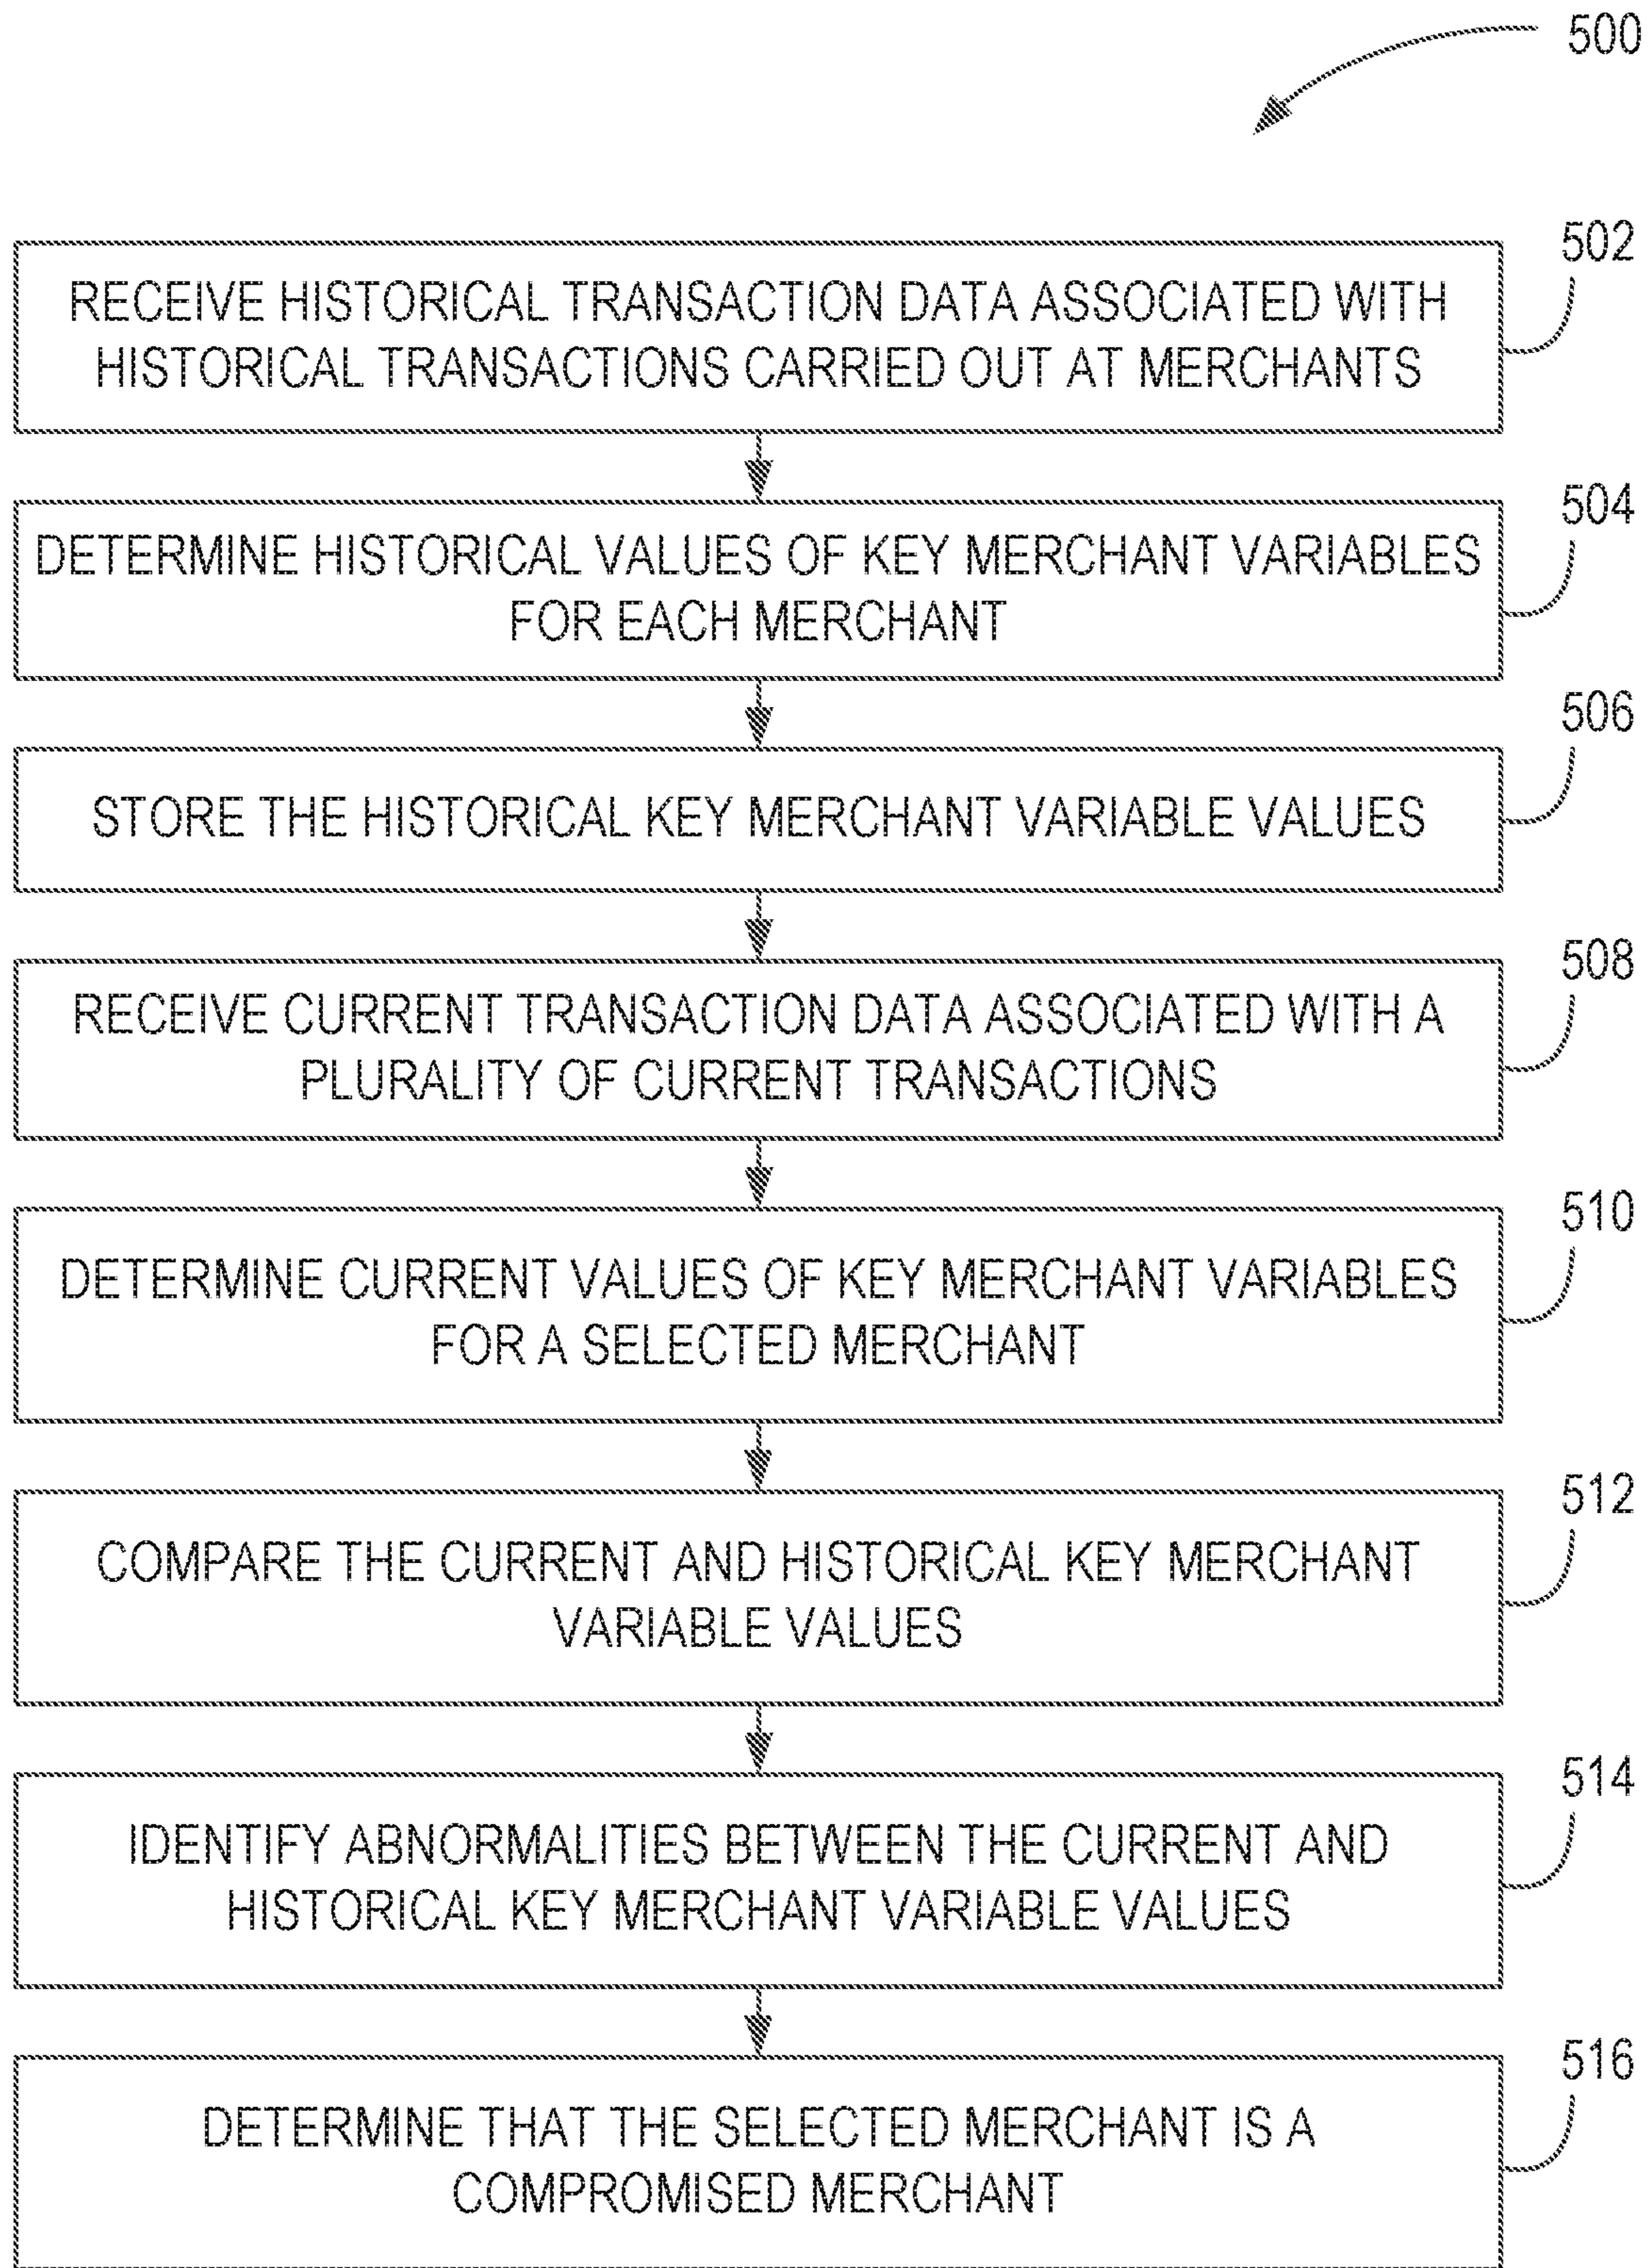 500
502
RECEIVE HISTORICAL TRANSACTION DATA ASSOCIATED WITH
HISTORICAL TRANSACTIONS CARRIED OUT AT MERCHANTS
504
DETERMINE HISTORICAL VALUES OF KEY MERCHANT VARIABLES
FOR EACH MERCHANT
506
STORE THE HISTORICAL KEY MERCHANT VARIABLE VALUES
508
RECEIVE CURRENT TRANSACTION DATA ASSOCIATED WITH A
PLURALITY OF CURRENT TRANSACTIONS
510
DETERMINE CURRENT VALUES OF KEY MERCHANT VARIABLES
FOR A SELECTED MERCHANT
512
COMPARE THE CURRENT AND HISTORICAL KEY MERCHANT
VARIABLE VALUES
514
IDENTIFY ABNORMALITIES BETWEEN THE CURRENT AND
HISTORICAL KEY MERCHANT VARIABLE VALUES
516
DETERMINE THAT THE SELECTED MERCHANT IS A
COMPROMISED MERCHANT